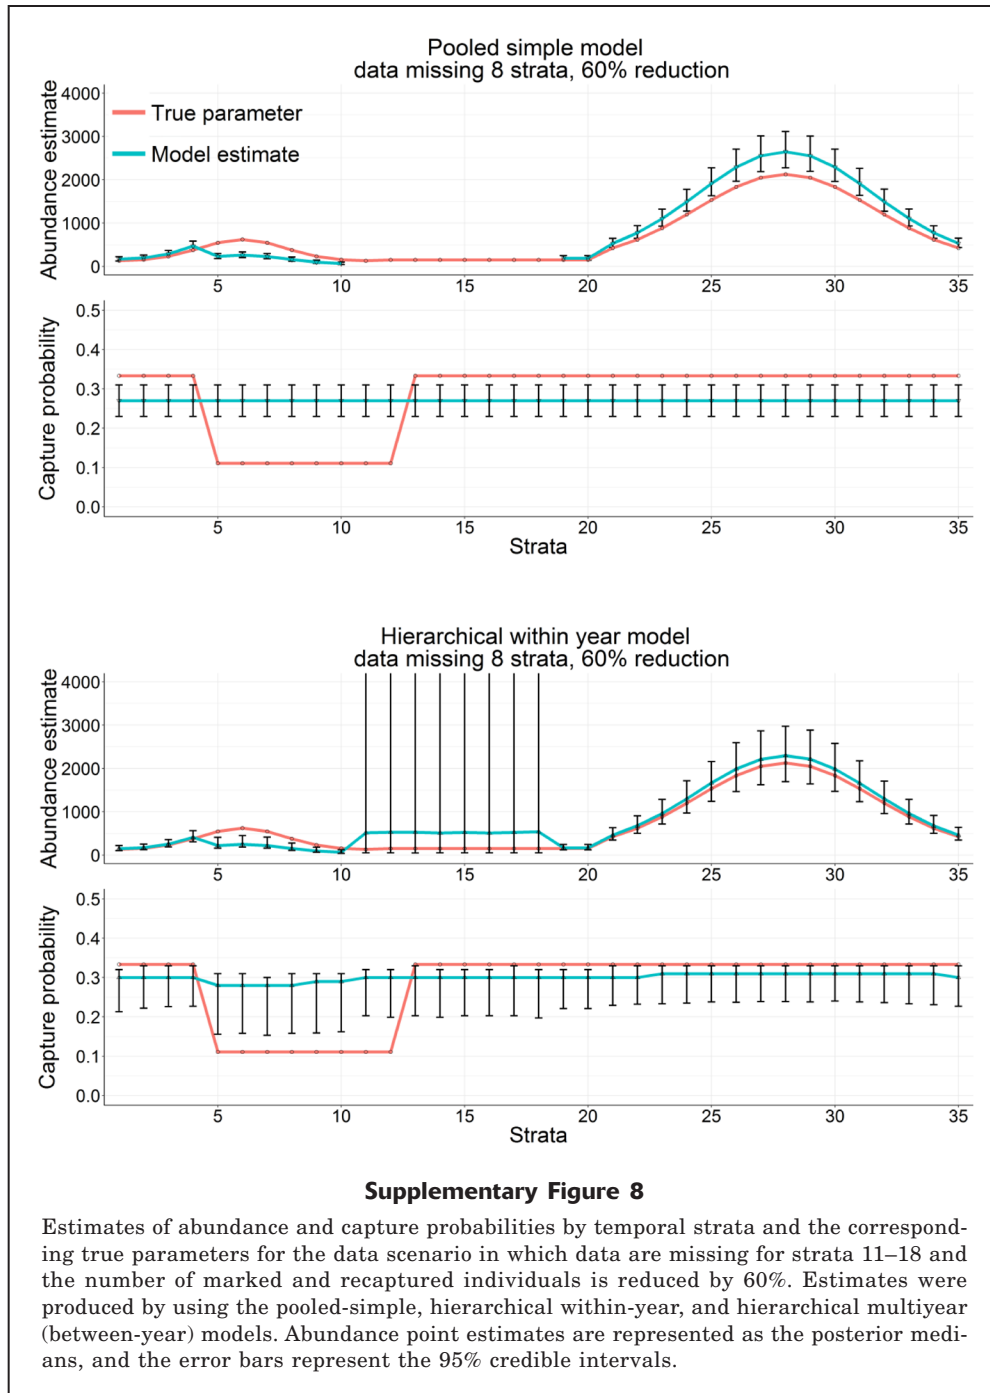 Pooled simple model
data missing 8 strata, 60% reduction
Abundance estimate
4000
3000
2000
1000
0
True parameter
Model estimate
5 10 15 20 25 30 35
Capture probability
0.5
0.4
0.3
0.2
0.1
0.0
5 10 15 20 25 30 35
Strata
Hierarchical within year model
data missing 8 strata, 60% reduction
Abundance estimate
4000
3000
2000
1000
0
5 10 15 20 25 30 35
Capture probability
0.5
0.4
0.3
0.2
0.1
0.0
5 10 15 20 25 30 35
Strata
Supplementary Figure 8
Estimates of abundance and capture probabilities by temporal strata and the correspond-
ing true parameters for the data scenario in which data are missing for strata 11–18 and
the number of marked and recaptured individuals is reduced by 60%. Estimates were
produced by using the pooled-simple, hierarchical within-year, and hierarchical multiyear
(between-year) models. Abundance point estimates are represented as the posterior medi-
ans, and the error bars represent the 95% credible intervals.